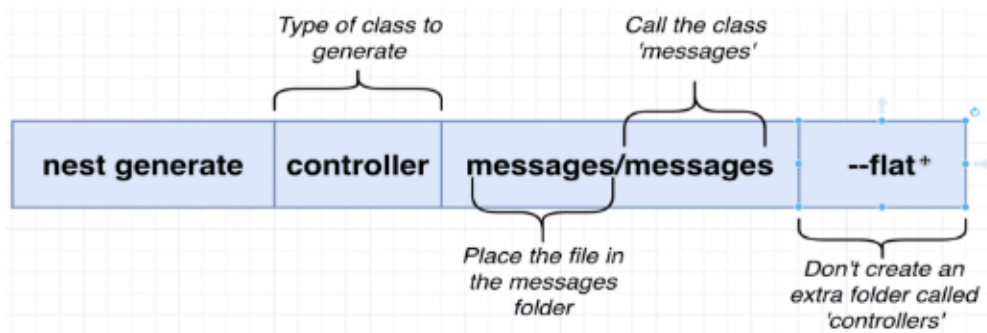 Type of class to
generate
Call the class
'messages'
nest generate
controller
messages/messages
--flat
Place the file in
the messages
folder
Don't create an
extra folder called
'controllers'